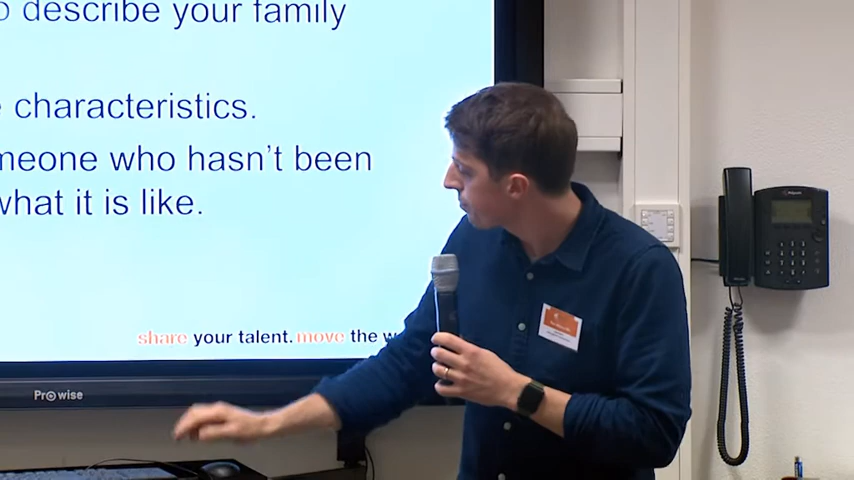 o describe your family
characteristics.
meone who hasn't been
what it is like.
share your talent. move the w
Prowise